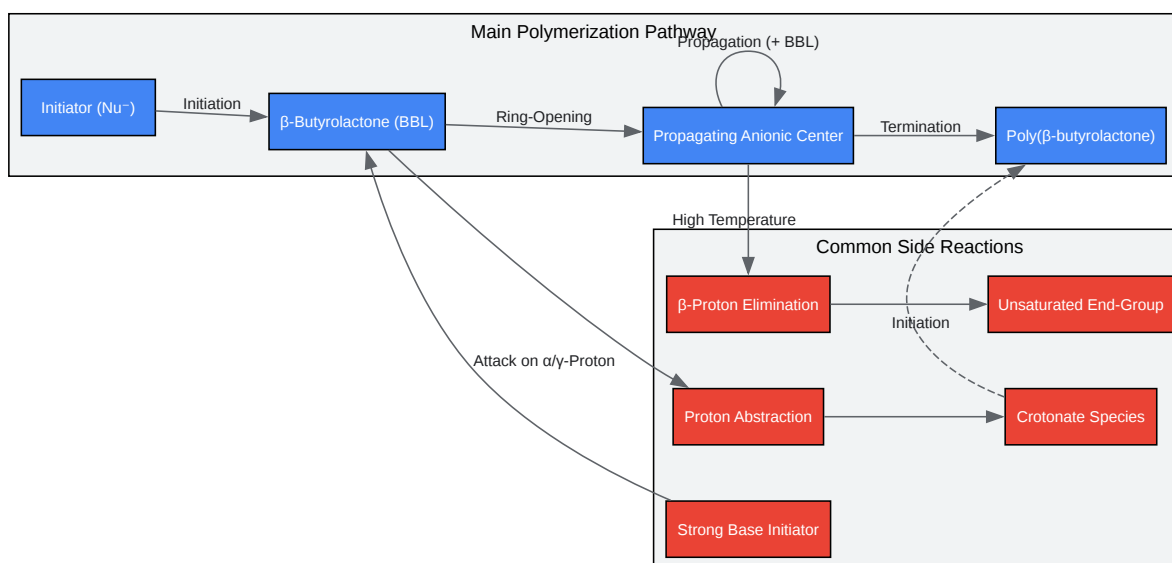 Main Polymerization Pathway
Propagation (+ BBL)
Initiator (Nu⁻)
Initiation
β-Butyrolactone (BBL)
Ring-Opening
Propagating Anionic Center
Termination
Poly(β-butyrolactone)
High Temperature
Common Side Reactions
β-Proton Elimination
Unsaturated End-Group
Initiation
Attack on α/γ-Proton
Proton Abstraction
Crotonate Species
Strong Base Initiator